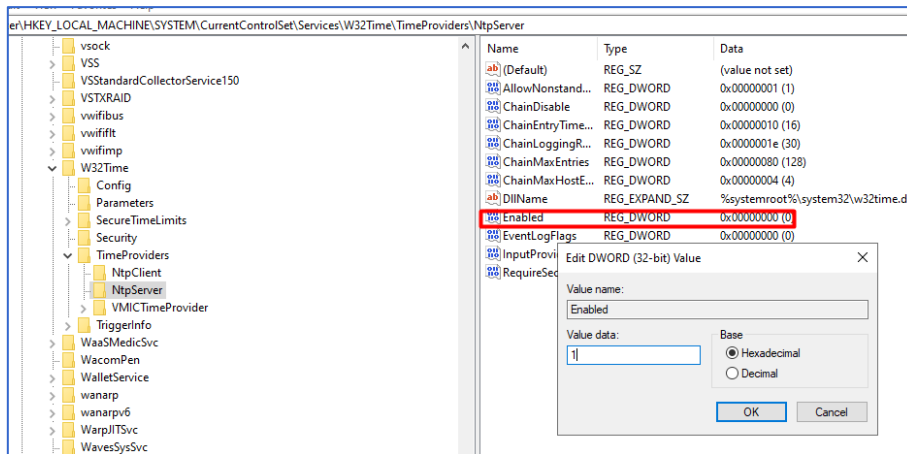 er\HKEY_LOCAL_MACHINE\SYSTEM\CurrentControlSet\Services\W32Time\TimeProviders\NtpServer
vsock
VSS
VSStandardCollectorService150
VSTXRAID
vwifibus
vwififlt
vwifimp
W32Time
Config
Parameters
SecureTimeLimits
Security
TimeProviders
NtpClient
NtpServer
VMICTimeProvider
TriggerInfo
WaaSMedicSvc
WacomPen
WalletService
wanarp
wanarpv6
WarpJITSvc
WavesSysSvc
Name Type Data
(Default) REG_SZ (value not set)
AllowNonstand... REG_DWORD 0x00000001 (1)
ChainDisable REG_DWORD 0x00000000 (0)
ChainEntryTime... REG_DWORD 0x00000010 (16)
ChainLoggingR... REG_DWORD 0x0000001e (30)
ChainMaxEntries REG_DWORD 0x00000080 (128)
ChainMaxHostE... REG_DWORD 0x00000004 (4)
DllName REG_EXPAND_SZ %systemroot%\system32\w32time.d
Enabled REG_DWORD 0x00000000 (0)
EventLogFlags REG_DWORD 0x00000000 (0)
InputProvi
RequireSec
Edit DWORD (32-bit) Value
Value name:
Enabled
Value data:
1
Base
Hexadecimal
Decimal
OK Cancel